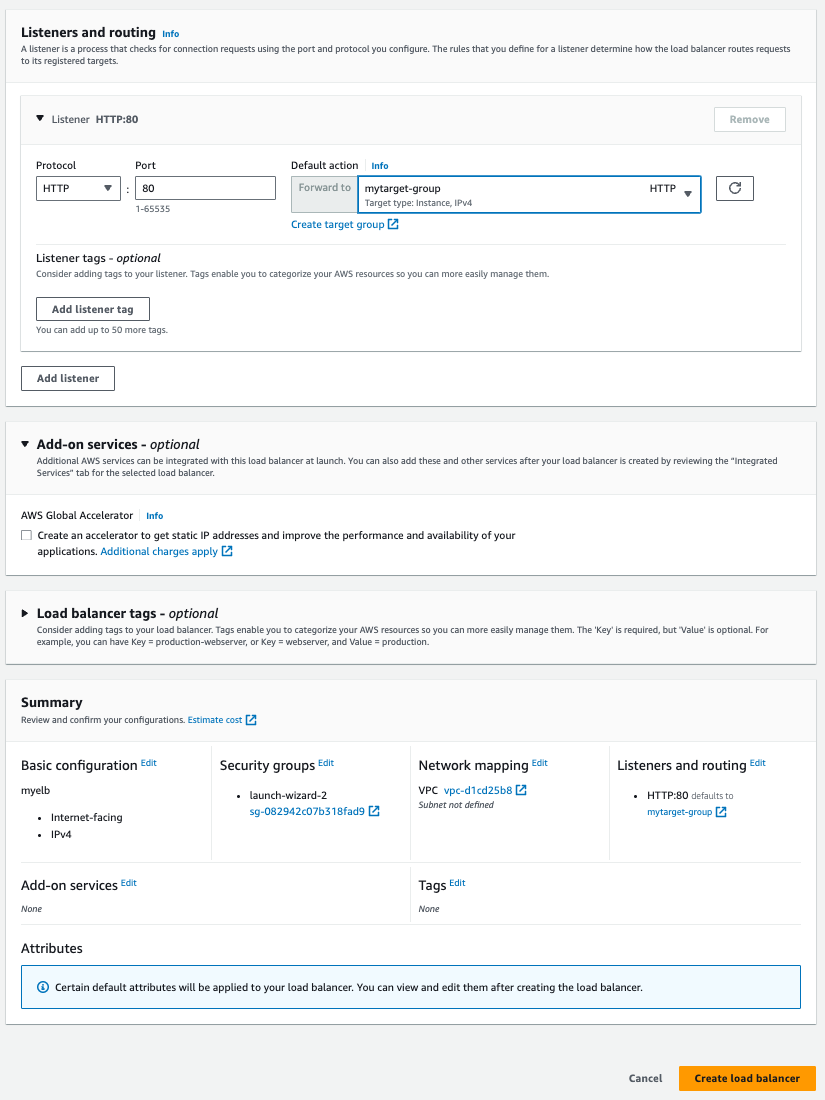 Listeners and routing Info
A listener is a process that checks for connection requests using the port and protocol you configure. The rules that you define for a listener determine how the load balancer routes requests
to its registered targets.
Listener HTTP:80
Remove
Protocol
Port
Default action Info
HTTP
:
80
1-65535
Forward to
mytarget-group
HTTP
Target type: Instance, IPv4
Create target group
Listener tags - optional
Consider adding tags to your listener. Tags enable you to categorize your AWS resources so you can more easily manage them.
Add listener tag
You can add up to 50 more tags.
Add listener
Add-on services - optional
Additional AWS services can be integrated with this load balancer at launch. You can also add these and other services after your load balancer is created by reviewing the "Integrated
Services" tab for the selected load balancer.
AWS Global Accelerator Info
Create an accelerator to get static IP addresses and improve the performance and availability of your
applications. Additional charges apply
Load balancer tags - optional
Consider adding tags to your load balancer. Tags enable you to categorize your AWS resources so you can more easily manage them. The 'Key' is required, but 'Value' is optional. For
example, you can have Key = production-webserver, or Key = webserver, and Value = production.
Summary
Review and confirm your configurations. Estimate cost
Basic configuration Edit
myelb
• Internet-facing
• IPv4
Security groups Edit
• launch-wizard-2
sg-082942c07b318fad9
Network mapping Edit
VPC vpc-d1cd25b8
Subnet not defined
Listeners and routing Edit
• HTTP:80 defaults to
mytarget-group
Add-on services Edit
None
Tags Edit
None
Attributes
Certain default attributes will be applied to your load balancer. You can view and edit them after creating the load balancer.
Cancel
Create load balancer